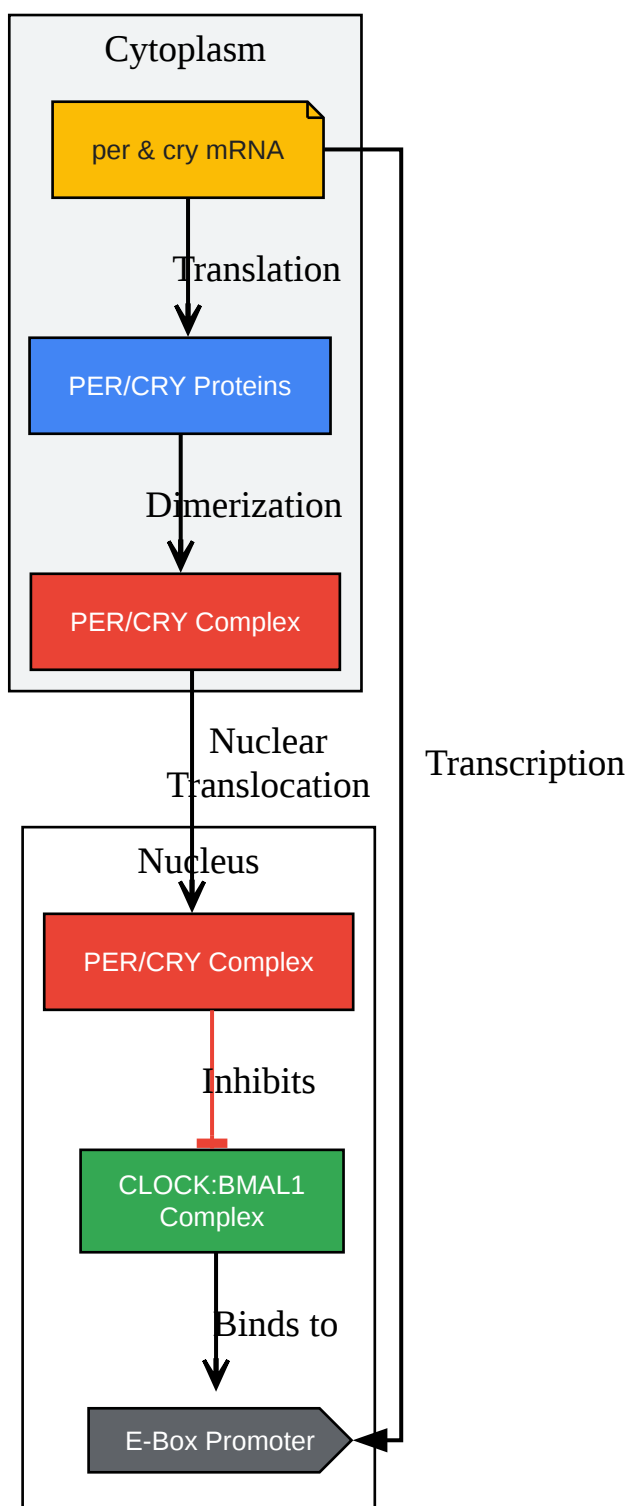 Cytoplasm
per & cry mRNA
Translation
PER/CRY Proteins
Dimerization
PER/CRY Complex
Nuclear
Translocation
Transcription
Nucleus
PER/CRY Complex
Inhibits
CLOCK:BMAL1
Complex
Binds to
E-Box Promoter